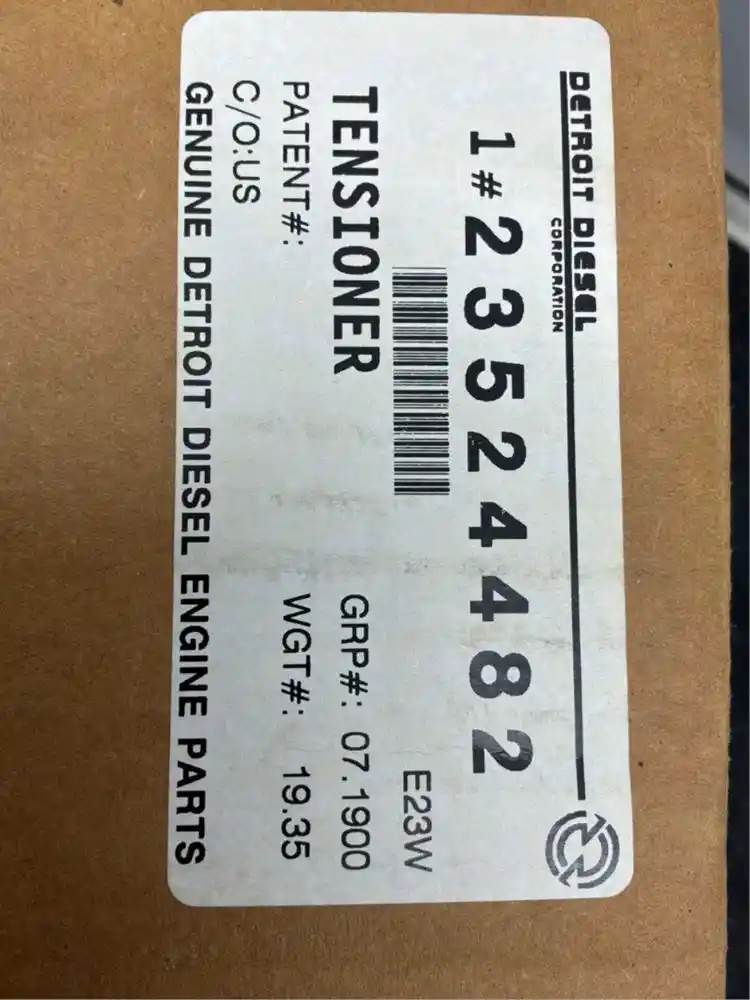 DETROIT DIESEL
CORPORATION
1# 23524482
E23W
TENSIONER
GRP#: 07.1900
PATENT#:
WGT#: 19.35
C/O:US
GENUINE DETROIT DIESEL ENGINE PARTS